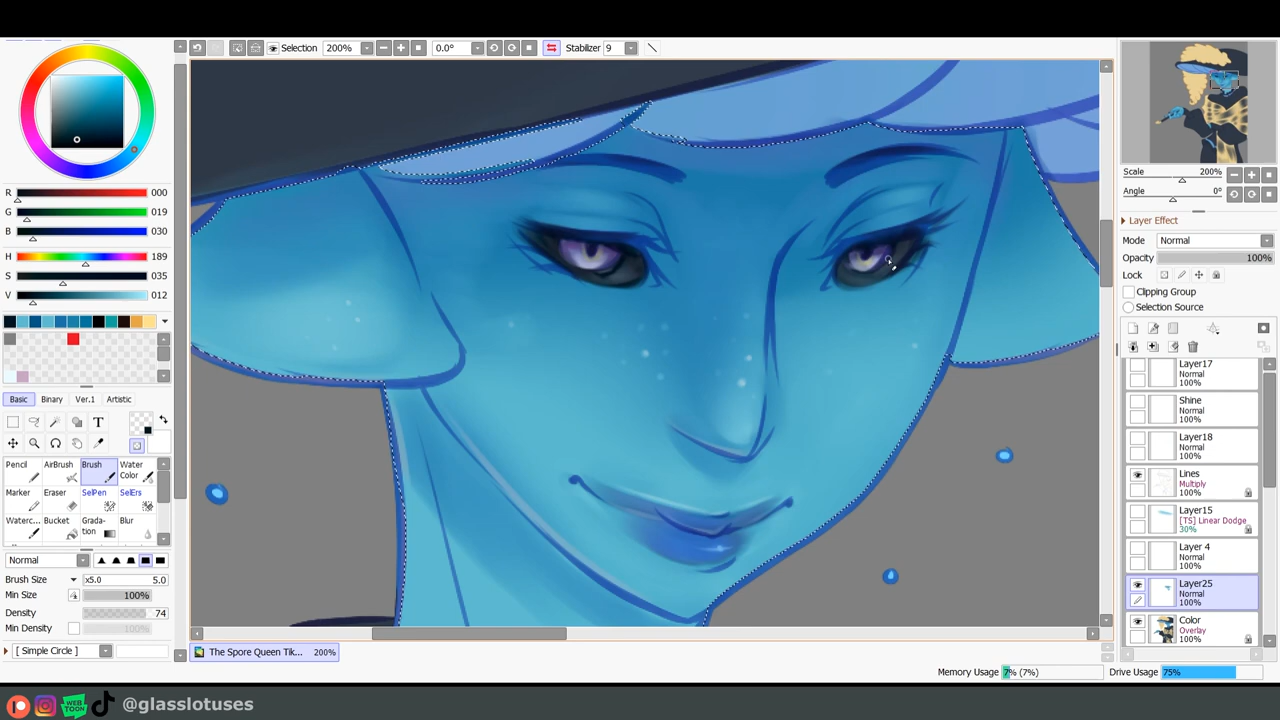 Selection
200%
0.0°
Stabilizer 9
R 000
G 019
B 030
H 189
S 035
V 012
Basic Binary Ver.1 Artistic
T
Pencil AirBrush Brush Water Color
Marker Eraser SelPen SelErs
Waterc... Bucket Grada-tion Blur
Normal
Brush Size x5.0 5.0
Min Size 100%
Density 74
Min Density 100%
[ Simple Circle ]
The Spore Queen Tik... 200%
Memory Usage 7% (7%)
Drive Usage 75%
Scale 200%
Angle 0°
Layer Effect
Mode Normal
Opacity 100%
Lock
Clipping Group
Selection Source
Layer17
Normal
100%
Shine
Normal
100%
Layer18
Normal
100%
Lines
Multiply
100%
Layer15
[TS] Linear Dodge
30%
Layer 4
Normal
100%
Layer25
Normal
100%
Color
Overlay
100%
WEB
TOON
@glasslotuses